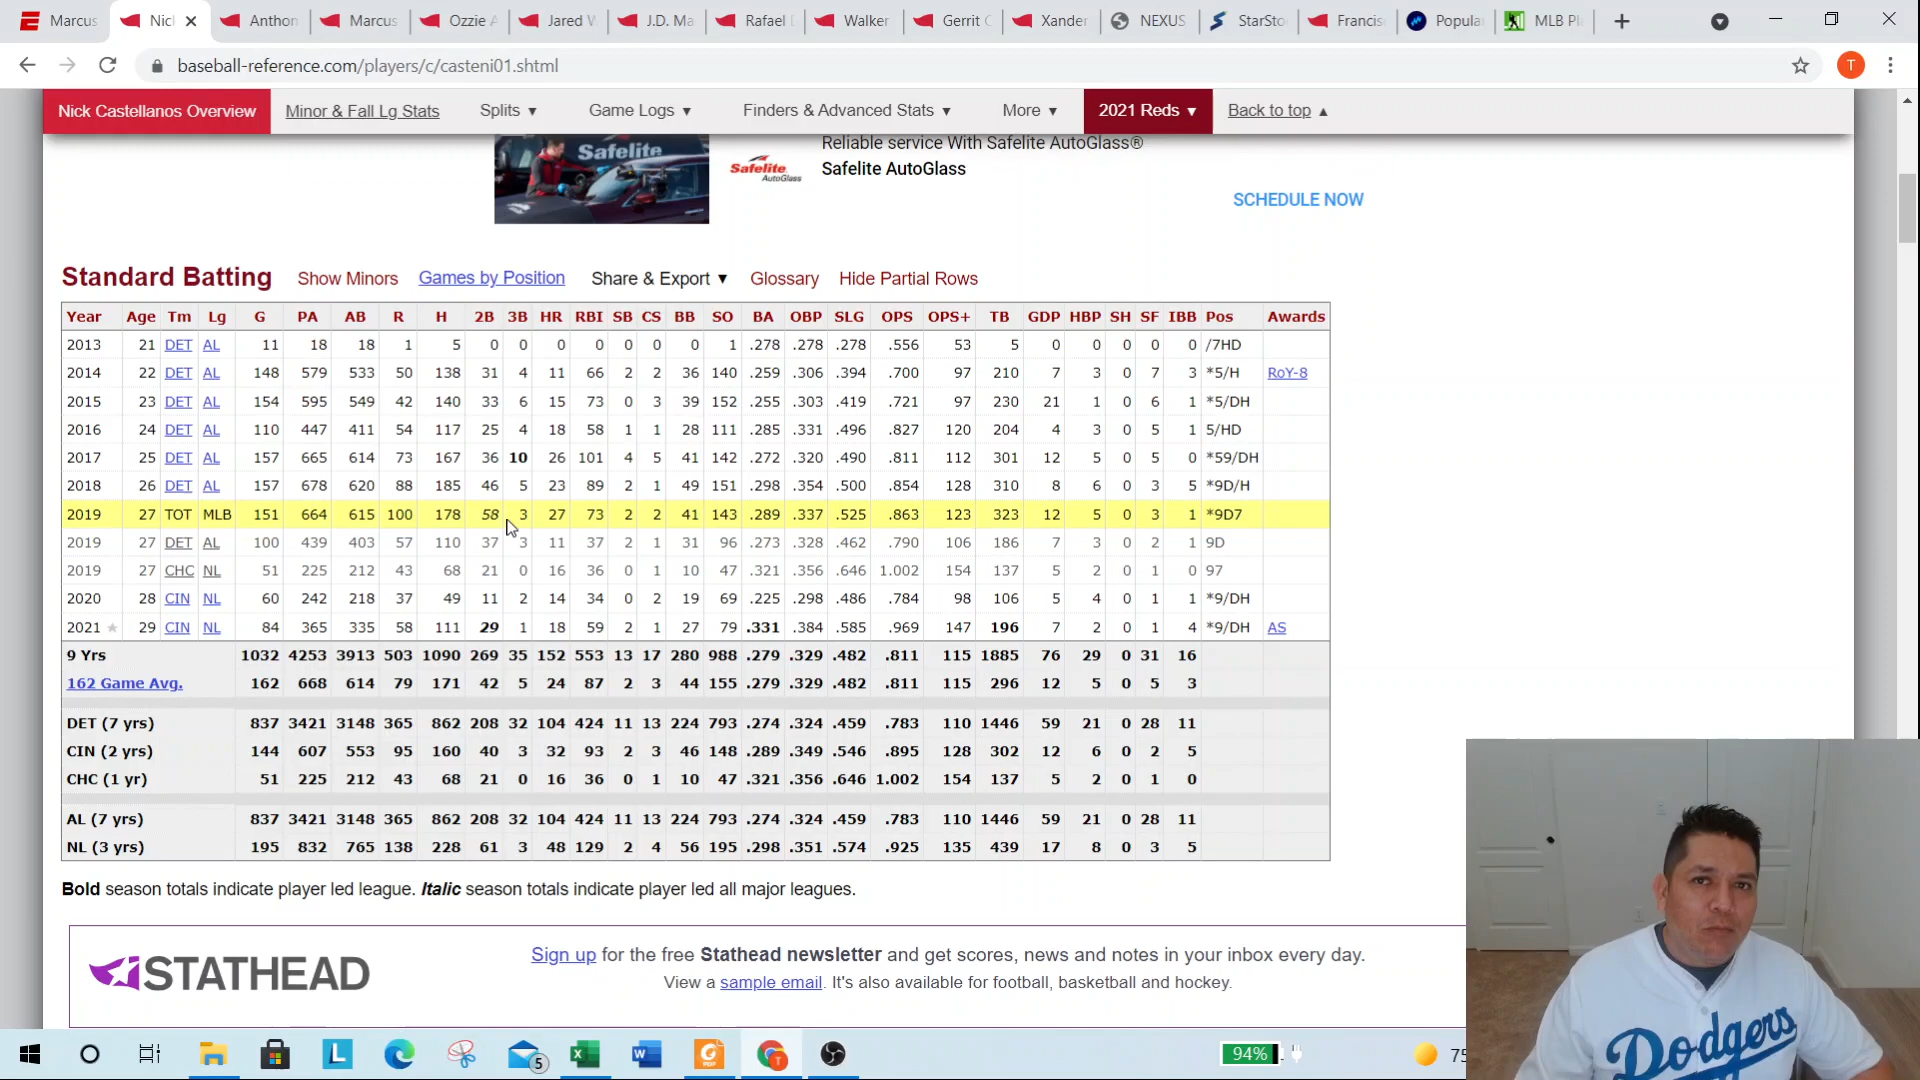 Marcus
Nick
Anthon
Marcus
Ozzie A
Jared W
J.D. Ma
Rafael
Walker
Gerrit C
Xander
NEXUS
StarSto
Francis
Popula
MLB Pl
baseball-reference.com/players/c/casteni01.shtml
T
Nick Castellanos Overview Minor & Fall Lg Stats Splits ▼ Game Logs ▼ Finders & Advanced Stats ▼ More ▼ 2021 Reds ▼ Back to top ▲
Safelite
Safelite AutoGlass
Reliable service With Safelite AutoGlass®
Safelite AutoGlass
SCHEDULE NOW
Standard Batting Show Minors Games by Position Share & Export ▼ Glossary Hide Partial Rows
Year Age Tm Lg G PA AB R H 2B 3B HR RBI SB CS BB SO BA OBP SLG OPS OPS+ TB GDP HBP SH SF IBB Pos Awards
2013 21 DET AL 11 18 18 1 5 0 0 0 0 0 0 0 1 .278 .278 .278 .556 53 5 0 0 0 0 0 /7HD
2014 22 DET AL 148 579 533 50 138 31 4 11 66 2 2 36 140 .259 .306 .394 .700 97 210 7 3 0 7 3 *5/H RoY-8
2015 23 DET AL 154 595 549 42 140 33 6 15 73 0 3 39 152 .255 .303 .419 .721 97 230 21 1 0 6 1 *5/DH
2016 24 DET AL 110 447 411 54 117 25 4 18 58 1 1 28 111 .285 .331 .496 .827 120 204 4 3 0 5 1 5/HD
2017 25 DET AL 157 665 614 73 167 36 10 26 101 4 5 41 142 .272 .320 .490 .811 112 301 12 5 0 5 0 *59/DH
2018 26 DET AL 157 678 620 88 185 46 5 23 89 2 1 49 151 .298 .354 .500 .854 128 310 8 6 0 3 5 *9D/H
2019 27 TOT MLB 151 664 615 100 178 58 3 27 73 2 2 41 143 .289 .337 .525 .863 123 323 12 5 0 3 1 *9D7
2019 27 DET AL 100 439 403 57 110 37 3 11 37 2 1 31 96 .273 .328 .462 .790 106 186 7 3 0 2 1 9D
2019 27 CHC NL 51 225 212 43 68 21 0 16 36 0 1 10 47 .321 .356 .646 1.002 154 137 5 2 0 1 0 97
2020 28 CIN NL 60 242 218 37 49 11 2 14 34 0 2 19 69 .225 .298 .486 .784 98 106 5 4 0 1 1 *9/DH
2021 ★ 29 CIN NL 84 365 335 58 111 29 1 18 59 2 1 27 79 .331 .384 .585 .969 147 196 7 2 0 1 4 *9/DH AS
9 Yrs 1032 4253 3913 503 1090 269 35 152 553 13 17 280 988 .279 .329 .482 .811 115 1885 76 29 0 31 16
162 Game Avg. 162 668 614 79 171 42 5 24 87 2 3 44 155 .279 .329 .482 .811 115 296 12 5 0 5 3
DET (7 yrs) 837 3421 3148 365 862 208 32 104 424 11 13 224 793 .274 .324 .459 .783 110 1446 59 21 0 28 11
CIN (2 yrs) 144 607 553 95 160 40 3 32 93 2 3 46 148 .289 .349 .546 .895 128 302 12 6 0 2 5
CHC (1 yr) 51 225 212 43 68 21 0 16 36 0 1 10 47 .321 .356 .646 1.002 154 137 5 2 0 1 0
AL (7 yrs) 837 3421 3148 365 862 208 32 104 424 11 13 224 793 .274 .324 .459 .783 110 1446 59 21 0 28 11
NL (3 yrs) 195 832 765 138 228 61 3 48 129 2 4 56 195 .298 .351 .574 .925 135 439 17 8 0 3 5
Bold season totals indicate player led league. Italic season totals indicate player led all major leagues.
STATHEAD
Sign up for the free Stathead newsletter and get scores, news and notes in your inbox every day.
View a sample email. It's also available for football, basketball and hockey.
Dodgers
L
5
94%
75